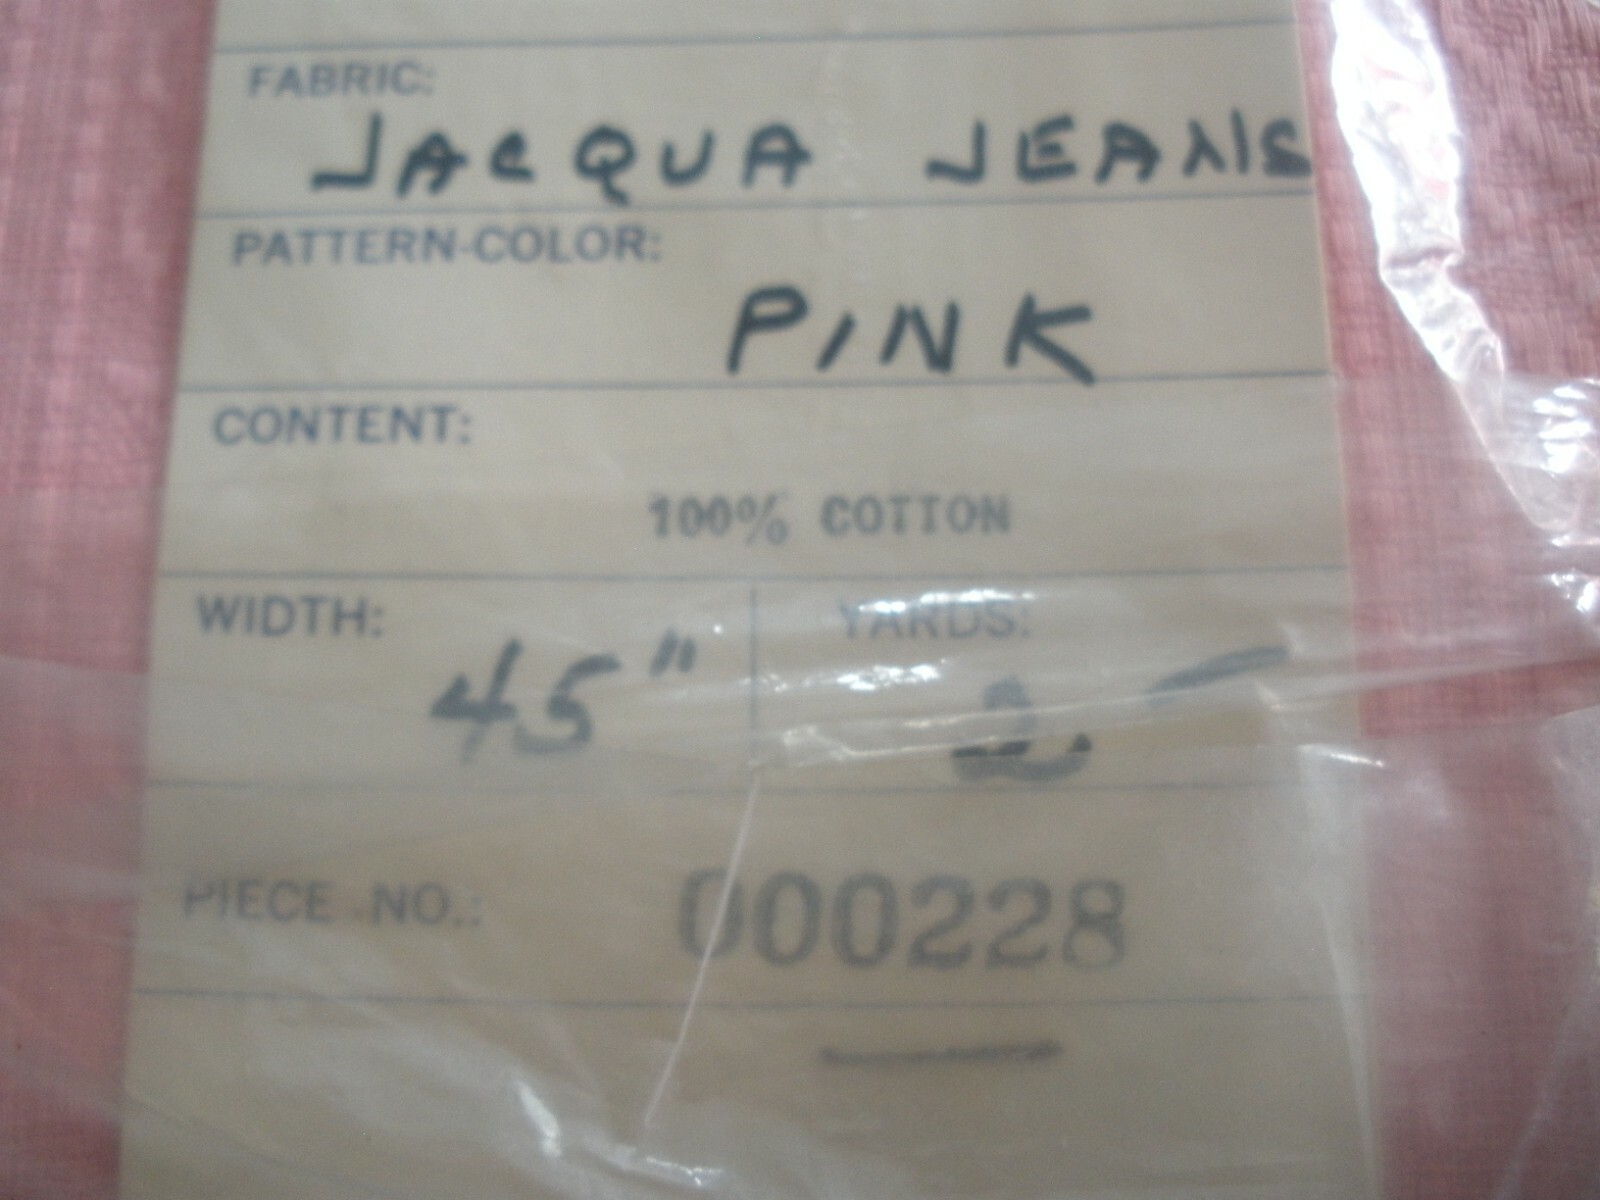 FABRIC:
JACQUA JEANS
PATTERN-COLOR:
PINK
CONTENT:
100% COTTON
WIDTH: YARDS:
45"
PIECE NO.: 000228